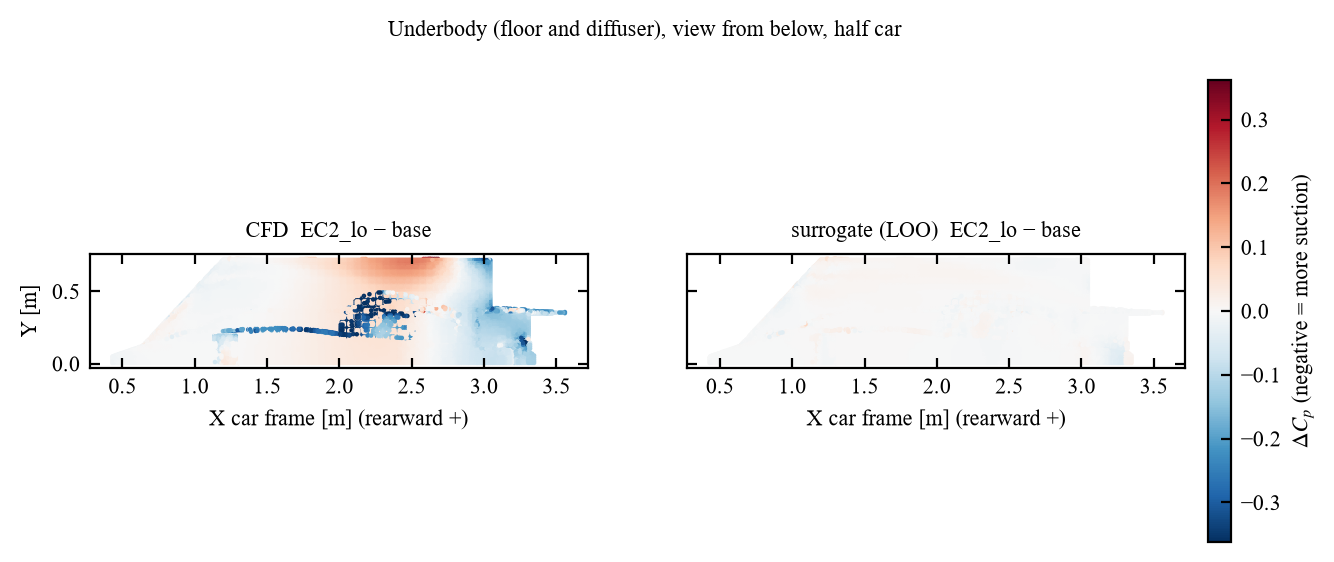 Underbody (floor and diffuser), view from below, half car
CFD  EC2_lo − base
surrogate (LOO)  EC2_lo − base
Y [m]
0.5
0.0
0.5 1.0 1.5 2.0 2.5 3.0 3.5
X car frame [m] (rearward +)
0.5 1.0 1.5 2.0 2.5 3.0 3.5
X car frame [m] (rearward +)
0.3
0.2
0.1
0.0
−0.1
−0.2
−0.3
ΔCp (negative = more suction)